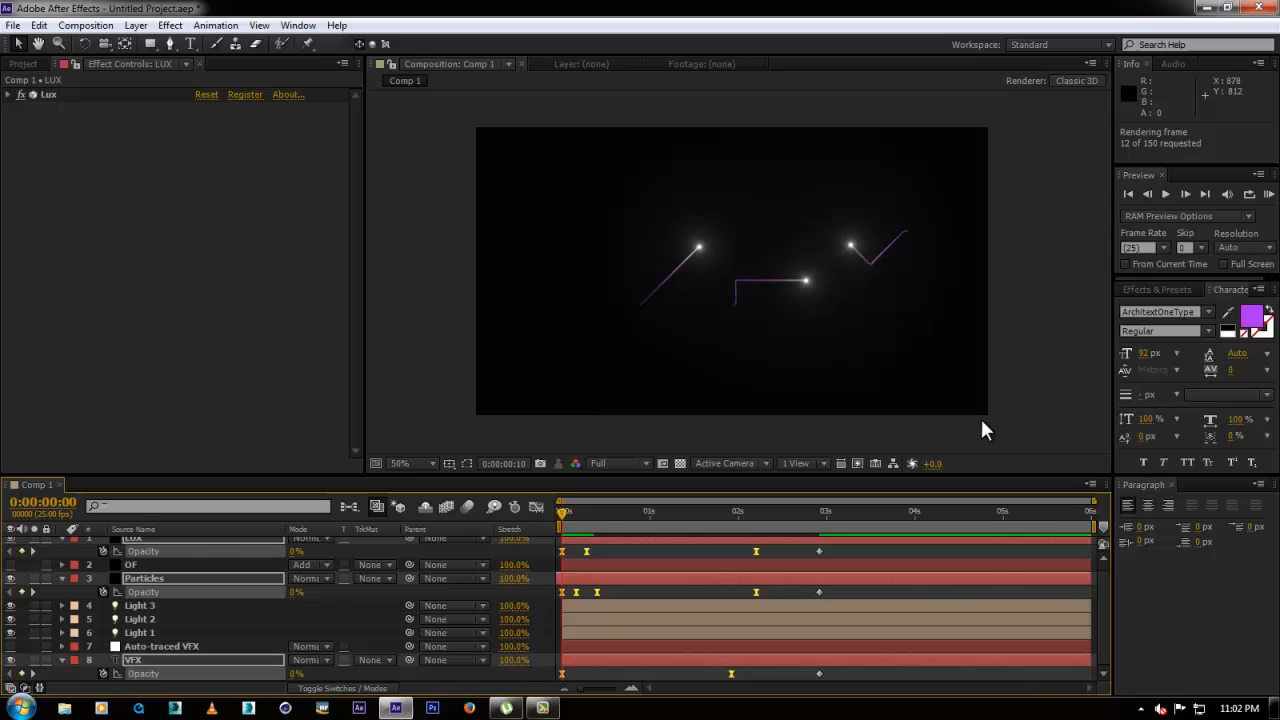 Adobe After Effects - Untitled Project.aep *
File Edit Composition Layer Effect Animation View Window Help
Workspace: Standard Search Help
Project Effect Controls: LUX Composition: Comp 1 Layer: (none) Footage: (none) Info Audio
Comp 1 • LUX Comp 1 Renderer: Classic 3D
fx Lux Reset Register About...
R: X: 878
G: Y: 812
B:
A: 0
Rendering frame
12 of 150 requested
Preview
RAM Preview Options
Frame Rate Skip Resolution
(25) 0 Auto
From Current Time Full Screen
Effects & Presets Characte
ArchitextOneType
Regular
92 px Auto
Metrics 0
- px
100 % 100 %
0 px 0 %
T T TT Tr T¹ T₁
50% 0:00:00:10 Full Active Camera 1 View +0.0
Comp 1 Paragraph
0:00:00:00
00000 (25.00 fps)
01s 02s 03s 04s 05s 06s
# Source Name Mode T TrkMat Parent Stretch
1 LUX None 100.0%
Opacity 0%
2 OF Add None None 100.0%
3 Particles Norma None None 100.0%
Opacity 0%
4 Light 3 None 100.0%
5 Light 2 None 100.0%
6 Light 1 None 100.0%
7 Auto-traced VFX Norma None None 100.0%
8 T VFX Norma None None 100.0%
Opacity 0%
Toggle Switches / Modes
0 px 0 px 0 px
0 px 0 px
11:02 PM